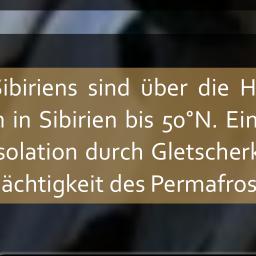 Sibiriens sind über die H
n in Sibirien bis 50°N. Ein
solation durch Gletscherk
ächtigkeit des Permafros